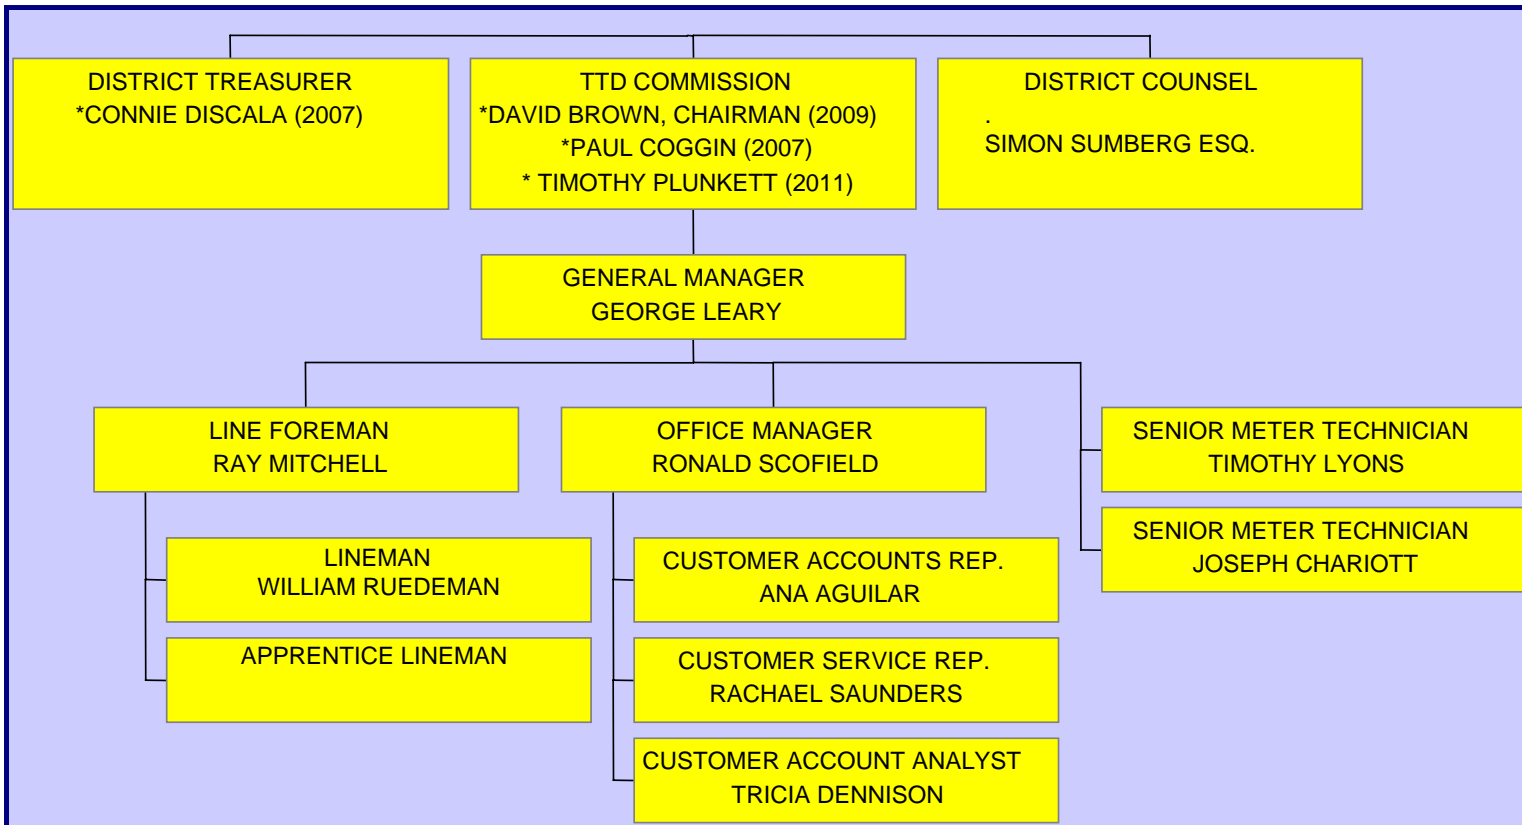 DISTRICT TREASURER
*CONNIE DISCALA (2007)
TTD COMMISSION
*DAVID BROWN, CHAIRMAN (2009)
*PAUL COGGIN (2007)
* TIMOTHY PLUNKETT (2011)
DISTRICT COUNSEL
.
SIMON SUMBERG ESQ.
GENERAL MANAGER
GEORGE LEARY
LINE FOREMAN
RAY MITCHELL
LINEMAN
WILLIAM RUEDEMAN
APPRENTICE LINEMAN
OFFICE MANAGER
RONALD SCOFIELD
CUSTOMER ACCOUNTS REP.
ANA AGUILAR
CUSTOMER SERVICE REP.
RACHAEL SAUNDERS
CUSTOMER ACCOUNT ANALYST
TRICIA DENNISON
SENIOR METER TECHNICIAN
TIMOTHY LYONS
SENIOR METER TECHNICIAN
JOSEPH CHARIOTT